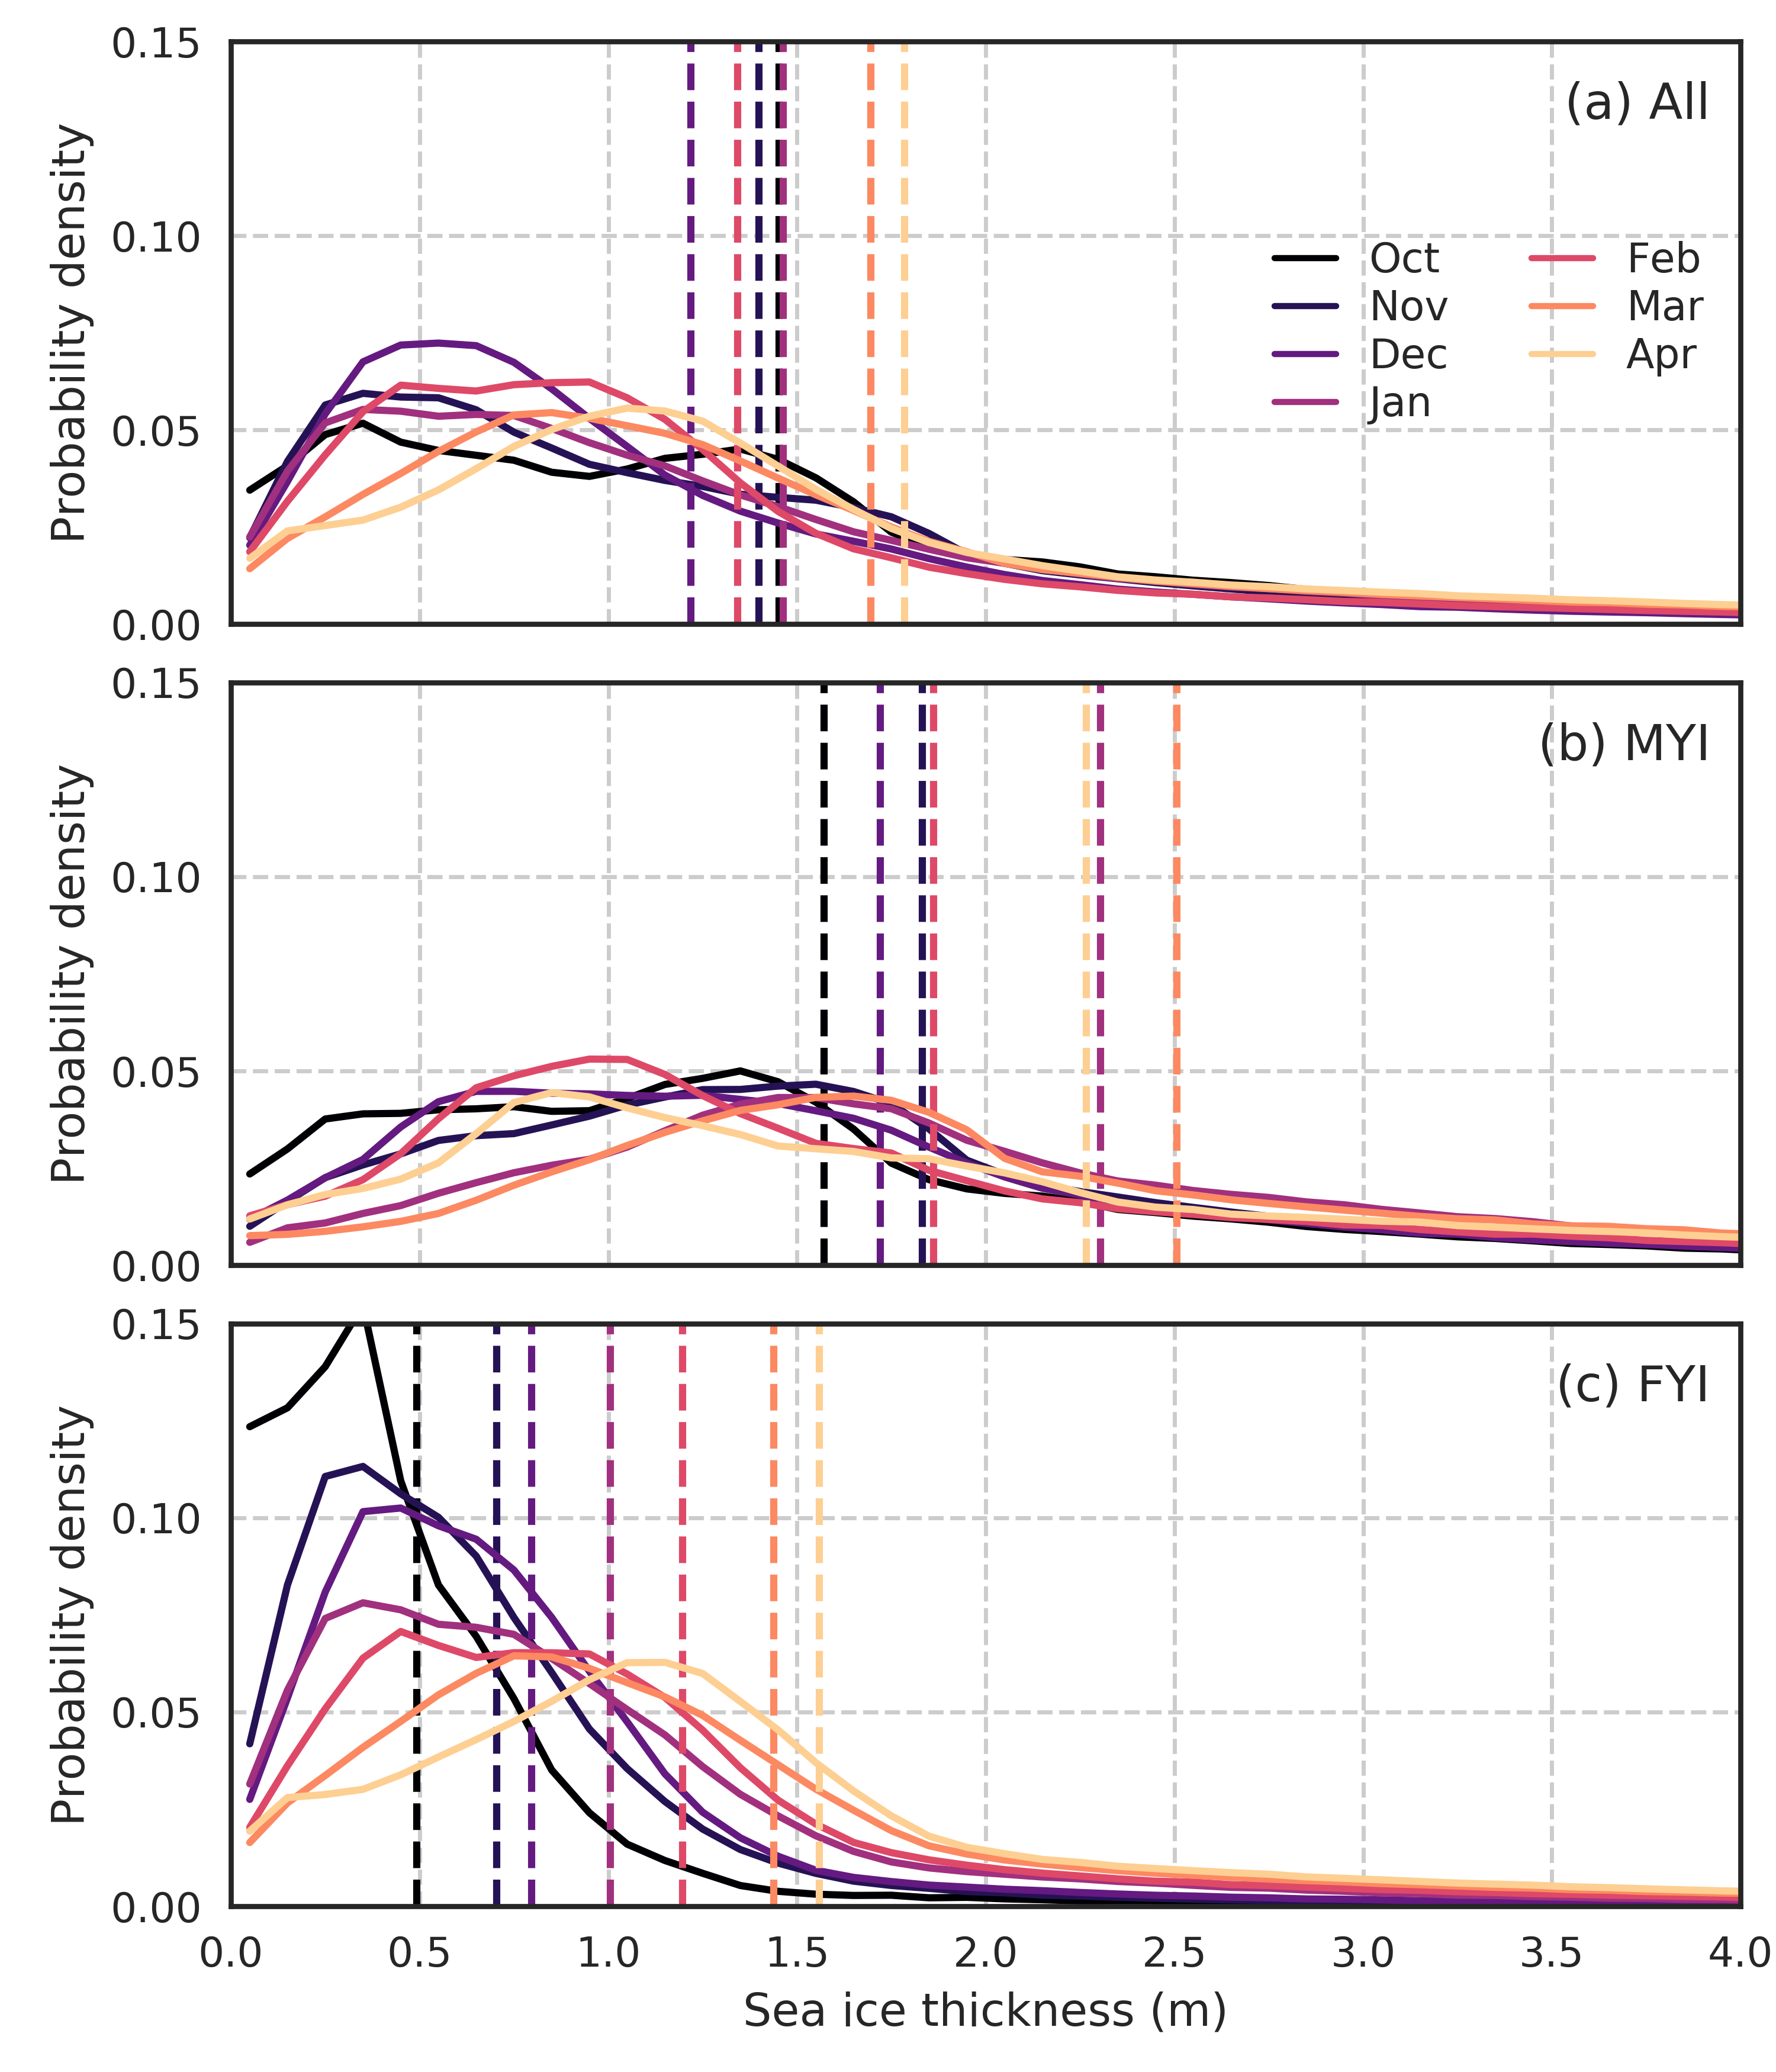 0.15
0.10
0.05
0.00
Probability density
(a) All
Oct
Nov
Dec
Jan
Feb
Mar
Apr
0.15
0.10
0.05
0.00
Probability density
(b) MYI
0.15
0.10
0.05
0.00
Probability density
(c) FYI
0.0 0.5 1.0 1.5 2.0 2.5 3.0 3.5 4.0
Sea ice thickness (m)